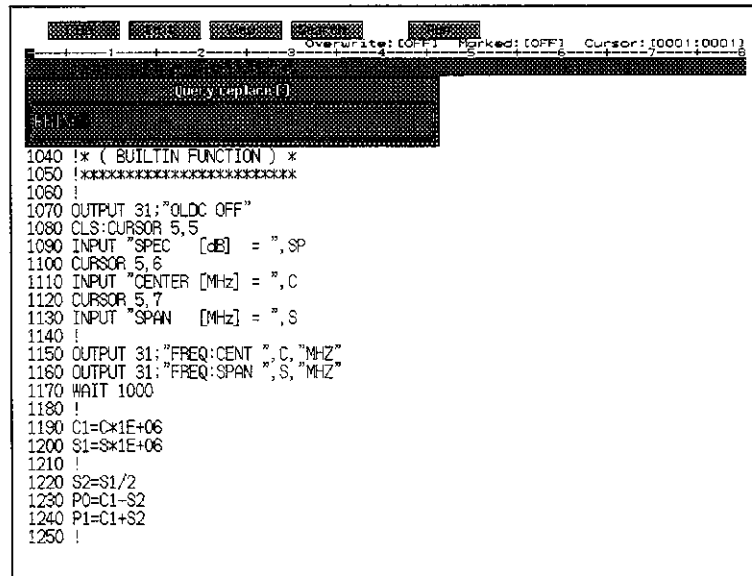 Overwrite:[OFF] Marked:[OFF] Cursor:[0001:0001]
Query replace [ ]
PRINT
1040 !* ( BUILTIN FUNCTION ) *
1050 !************************
1060 !
1070 OUTPUT 31;"OLDC OFF"
1080 CLS:CURSOR 5,5
1090 INPUT "SPEC   [dB]  = ",SP
1100 CURSOR 5,6
1110 INPUT "CENTER [MHz] = ",C
1120 CURSOR 5,7
1130 INPUT "SPAN   [MHz] = ",S
1140 !
1150 OUTPUT 31;"FREQ:CENT ",C,"MHZ"
1160 OUTPUT 31;"FREQ:SPAN ",S,"MHZ"
1170 WAIT 1000
1180 !
1190 C1=C*1E+06
1200 S1=S*1E+06
1210 !
1220 S2=S1/2
1230 P0=C1-S2
1240 P1=C1+S2
1250 !